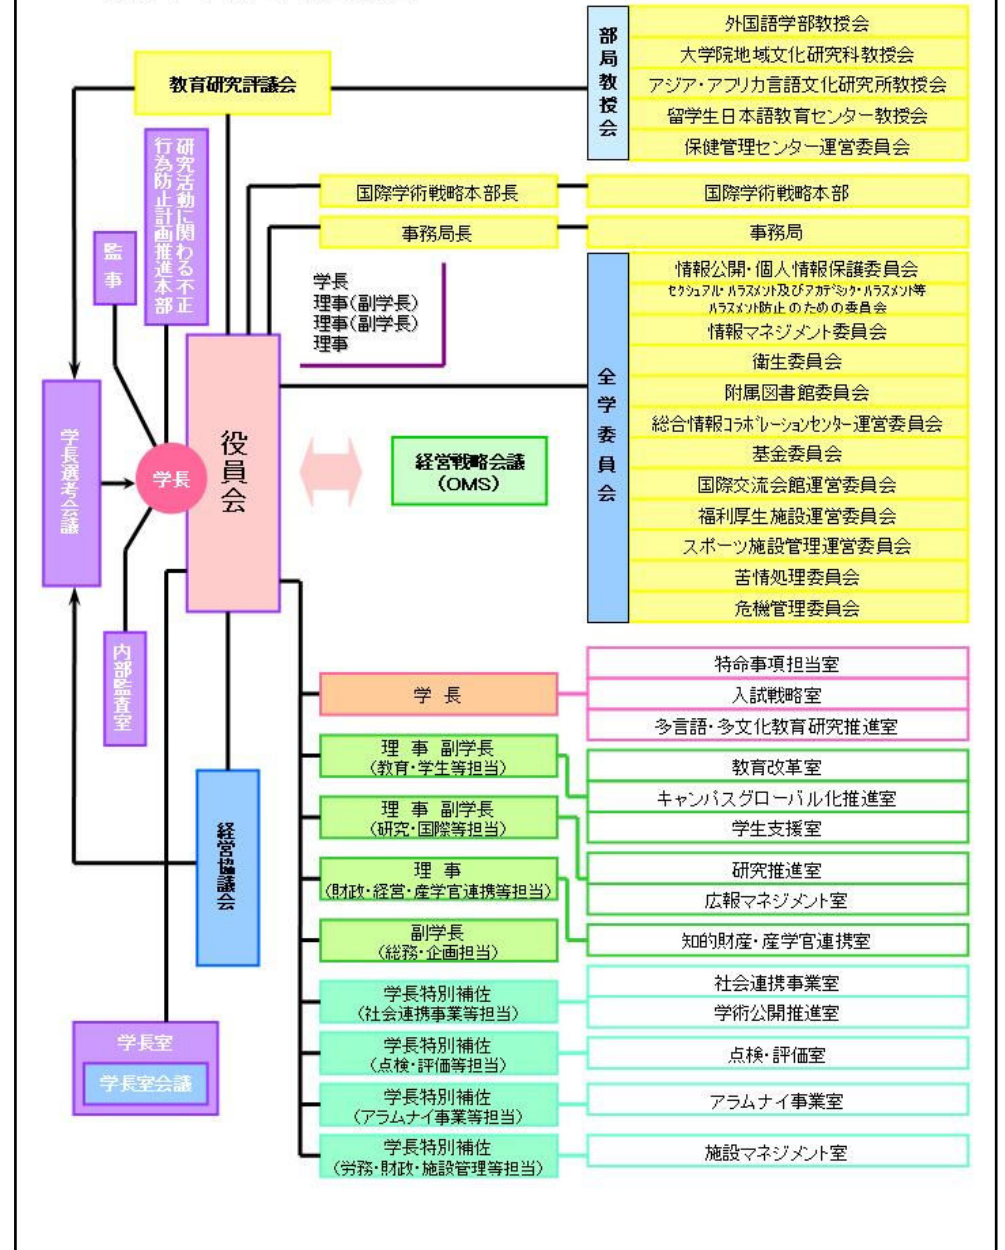 部局教授会
外国語学部教授会
大学院地域文化研究科教授会
アジア・アフリカ言語文化研究所教授会
留学生日本語教育センター教授会
保健管理センター運営委員会
教育研究評議会
研究活動に関わる不正
行為防止計画推進本部
監事
国際学術戦略本部長
国際学術戦略本部
事務局長
事務局
学長
理事(副学長)
理事(副学長)
理事
全学委員会
情報公開・個人情報保護委員会
セクシュアル・ハラスメント及びアカデミック・ハラスメント等
ハラスメント防止のための委員会
情報マネジメント委員会
衛生委員会
附属図書館委員会
総合情報コラボレーションセンター運営委員会
基金委員会
国際交流会館運営委員会
福利厚生施設運営委員会
スポーツ施設管理運営委員会
苦情処理委員会
危機管理委員会
学長選考会議
学長
役員会
経営戦略会議
(OMS)
内部監査室
経営協議会
学長室
学長室会議
学 長
特命事項担当室
入試戦略室
多言語・多文化教育研究推進室
理 事 副学長
(教育・学生等担当)
教育改革室
キャンパスグローバル化推進室
学生支援室
理 事 副学長
(研究・国際等担当)
研究推進室
広報マネジメント室
理 事
(財政・経営・産学官連携等担当)
知的財産・産学官連携室
副学長
(総務・企画担当)
学長特別補佐
(社会連携事業等担当)
社会連携事業室
学術公開推進室
学長特別補佐
(点検・評価等担当)
点検・評価室
学長特別補佐
(アラムナイ事業等担当)
アラムナイ事業室
学長特別補佐
(労務・財政・施設管理等担当)
施設マネジメント室